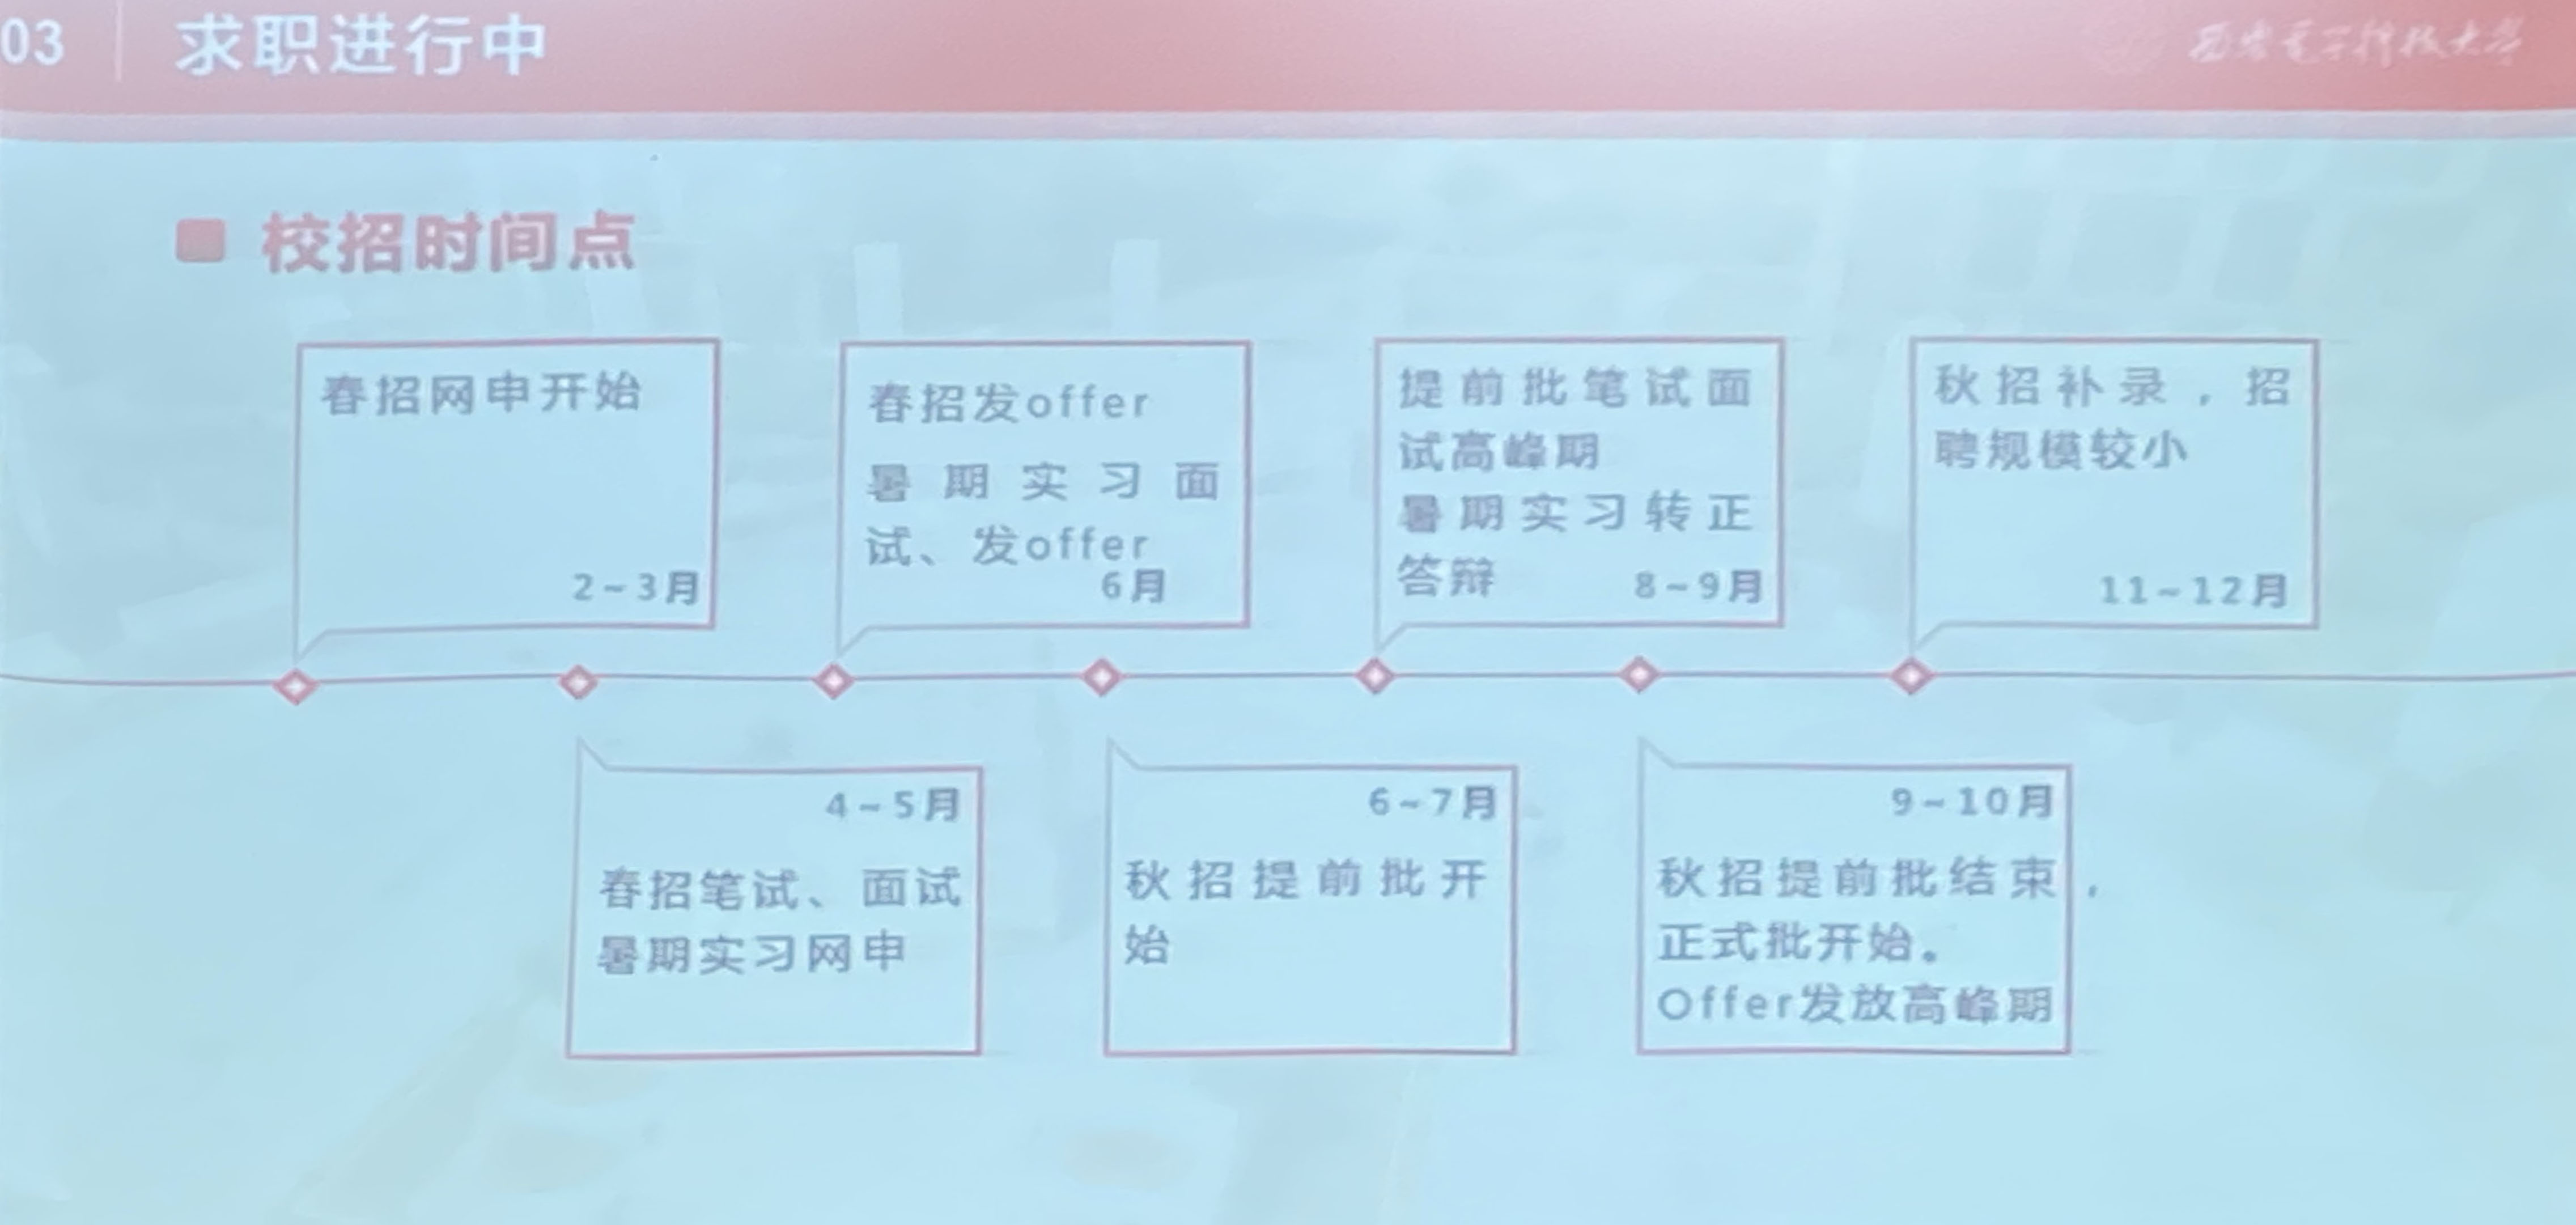 03
求职进行中
西安电子科技大学
校招时间点
春招网申开始
2~3月
4~5月
春招笔试、面试
暑期实习网申
春招发offer
暑期实习面
试、发offer
6月
6~7月
秋招提前批开
始
提前批笔试面
试高峰期
暑期实习转正
答辩
8~9月
9~10月
秋招提前批结束，
正式批开始。
Offer发放高峰期
秋招补录，招
聘规模较小
11~12月